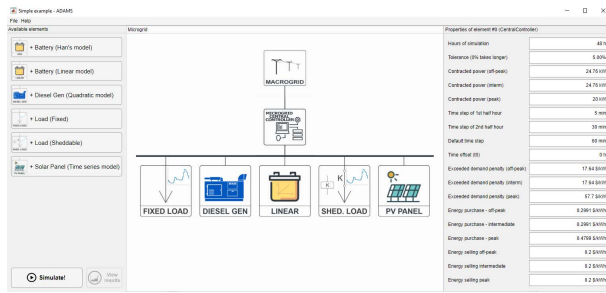 Simple example - ADAMS
File Help
Available elements
Microgrid
Properties of element #0 (CentralController)
+ Battery (Han's model)
+ Battery (Linear model)
+ Diesel Gen (Quadratic model)
+ Load (Fixed)
+ Load (Sheddable)
+ Solar Panel (Time series model)
Simulate!
View results
MACROGRID
MICROGRID
CENTRAL
CONTROLLER
FIXED LOAD
DIESEL GEN
LINEAR
K
K
SHED. LOAD
PV PANEL
Hours of simulation 48 h
Tolerance (0% takes longer) 5.00%
Contracted power (off-peak) 24.76 kW
Contracted power (interm) 24.76 kW
Contracted power (peak) 20 kW
Time step of 1st half hour 5 min
Time step of 2nd half hour 30 min
Default time step 60 min
Time offset (t0) 0 h
Exceeded demand penalty (off-peak) 17.64 $/kW
Exceeded demand penalty (interm) 17.64 $/kW
Exceeded demand penalty (peak) 57.7 $/kW
Energy purchase - off-peak 0.2991 $/kWh
Energy purchase - intermediate 0.2991 $/kWh
Energy purchase - peak 0.4799 $/kWh
Energy selling off-peak 0.2 $/kWh
Energy selling intermediate 0.2 $/kWh
Energy selling peak 0.2 $/kWh